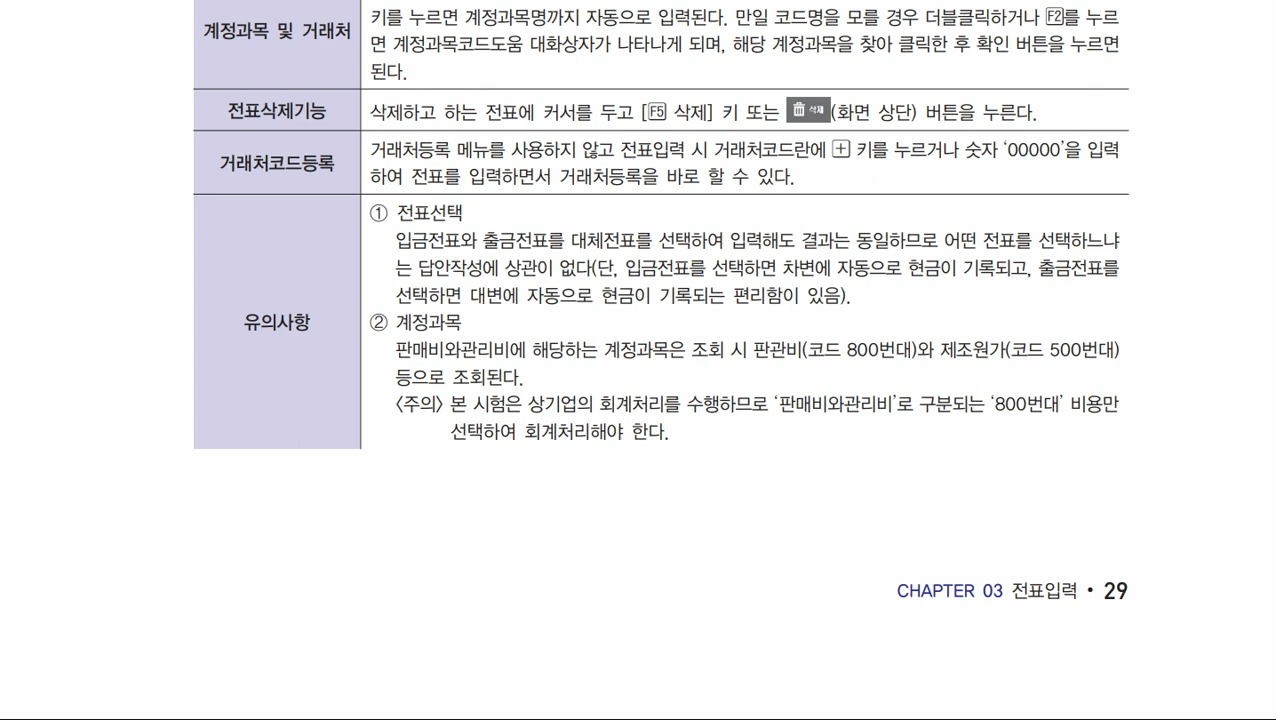 계정과목 및 거래처
키를 누르면 계정과목명까지 자동으로 입력된다. 만일 코드명을 모를 경우 더블클릭하거나 F2를 누르
면 계정과목코드도움 대화상자가 나타나게 되며, 해당 계정과목을 찾아 클릭한 후 확인 버튼을 누르면
된다.
전표삭제기능
삭제하고 하는 전표에 커서를 두고 [F5 삭제] 키 또는 삭제(화면 상단) 버튼을 누른다.
거래처코드등록
거래처등록 메뉴를 사용하지 않고 전표입력 시 거래처코드란에 + 키를 누르거나 숫자 ‘00000’을 입력
하여 전표를 입력하면서 거래처등록을 바로 할 수 있다.
유의사항
① 전표선택
입금전표와 출금전표를 대체전표를 선택하여 입력해도 결과는 동일하므로 어떤 전표를 선택하느냐
는 답안작성에 상관이 없다(단, 입금전표를 선택하면 차변에 자동으로 현금이 기록되고, 출금전표를
선택하면 대변에 자동으로 현금이 기록되는 편리함이 있음).
② 계정과목
판매비와관리비에 해당하는 계정과목은 조회 시 판관비(코드 800번대)와 제조원가(코드 500번대)
등으로 조회된다.
〈주의〉 본 시험은 상기업의 회계처리를 수행하므로 ‘판매비와관리비’로 구분되는 ‘800번대’ 비용만
선택하여 회계처리해야 한다.
CHAPTER 03 전표입력 • 29